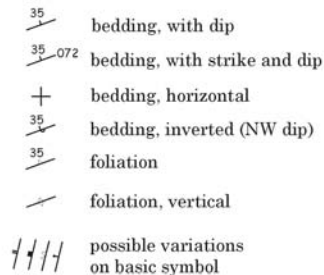 35 bedding, with dip
35 072 bedding, with strike and dip
bedding, horizontal
35 bedding, inverted (NW dip)
35 foliation
foliation, vertical
possible variations
on basic symbol